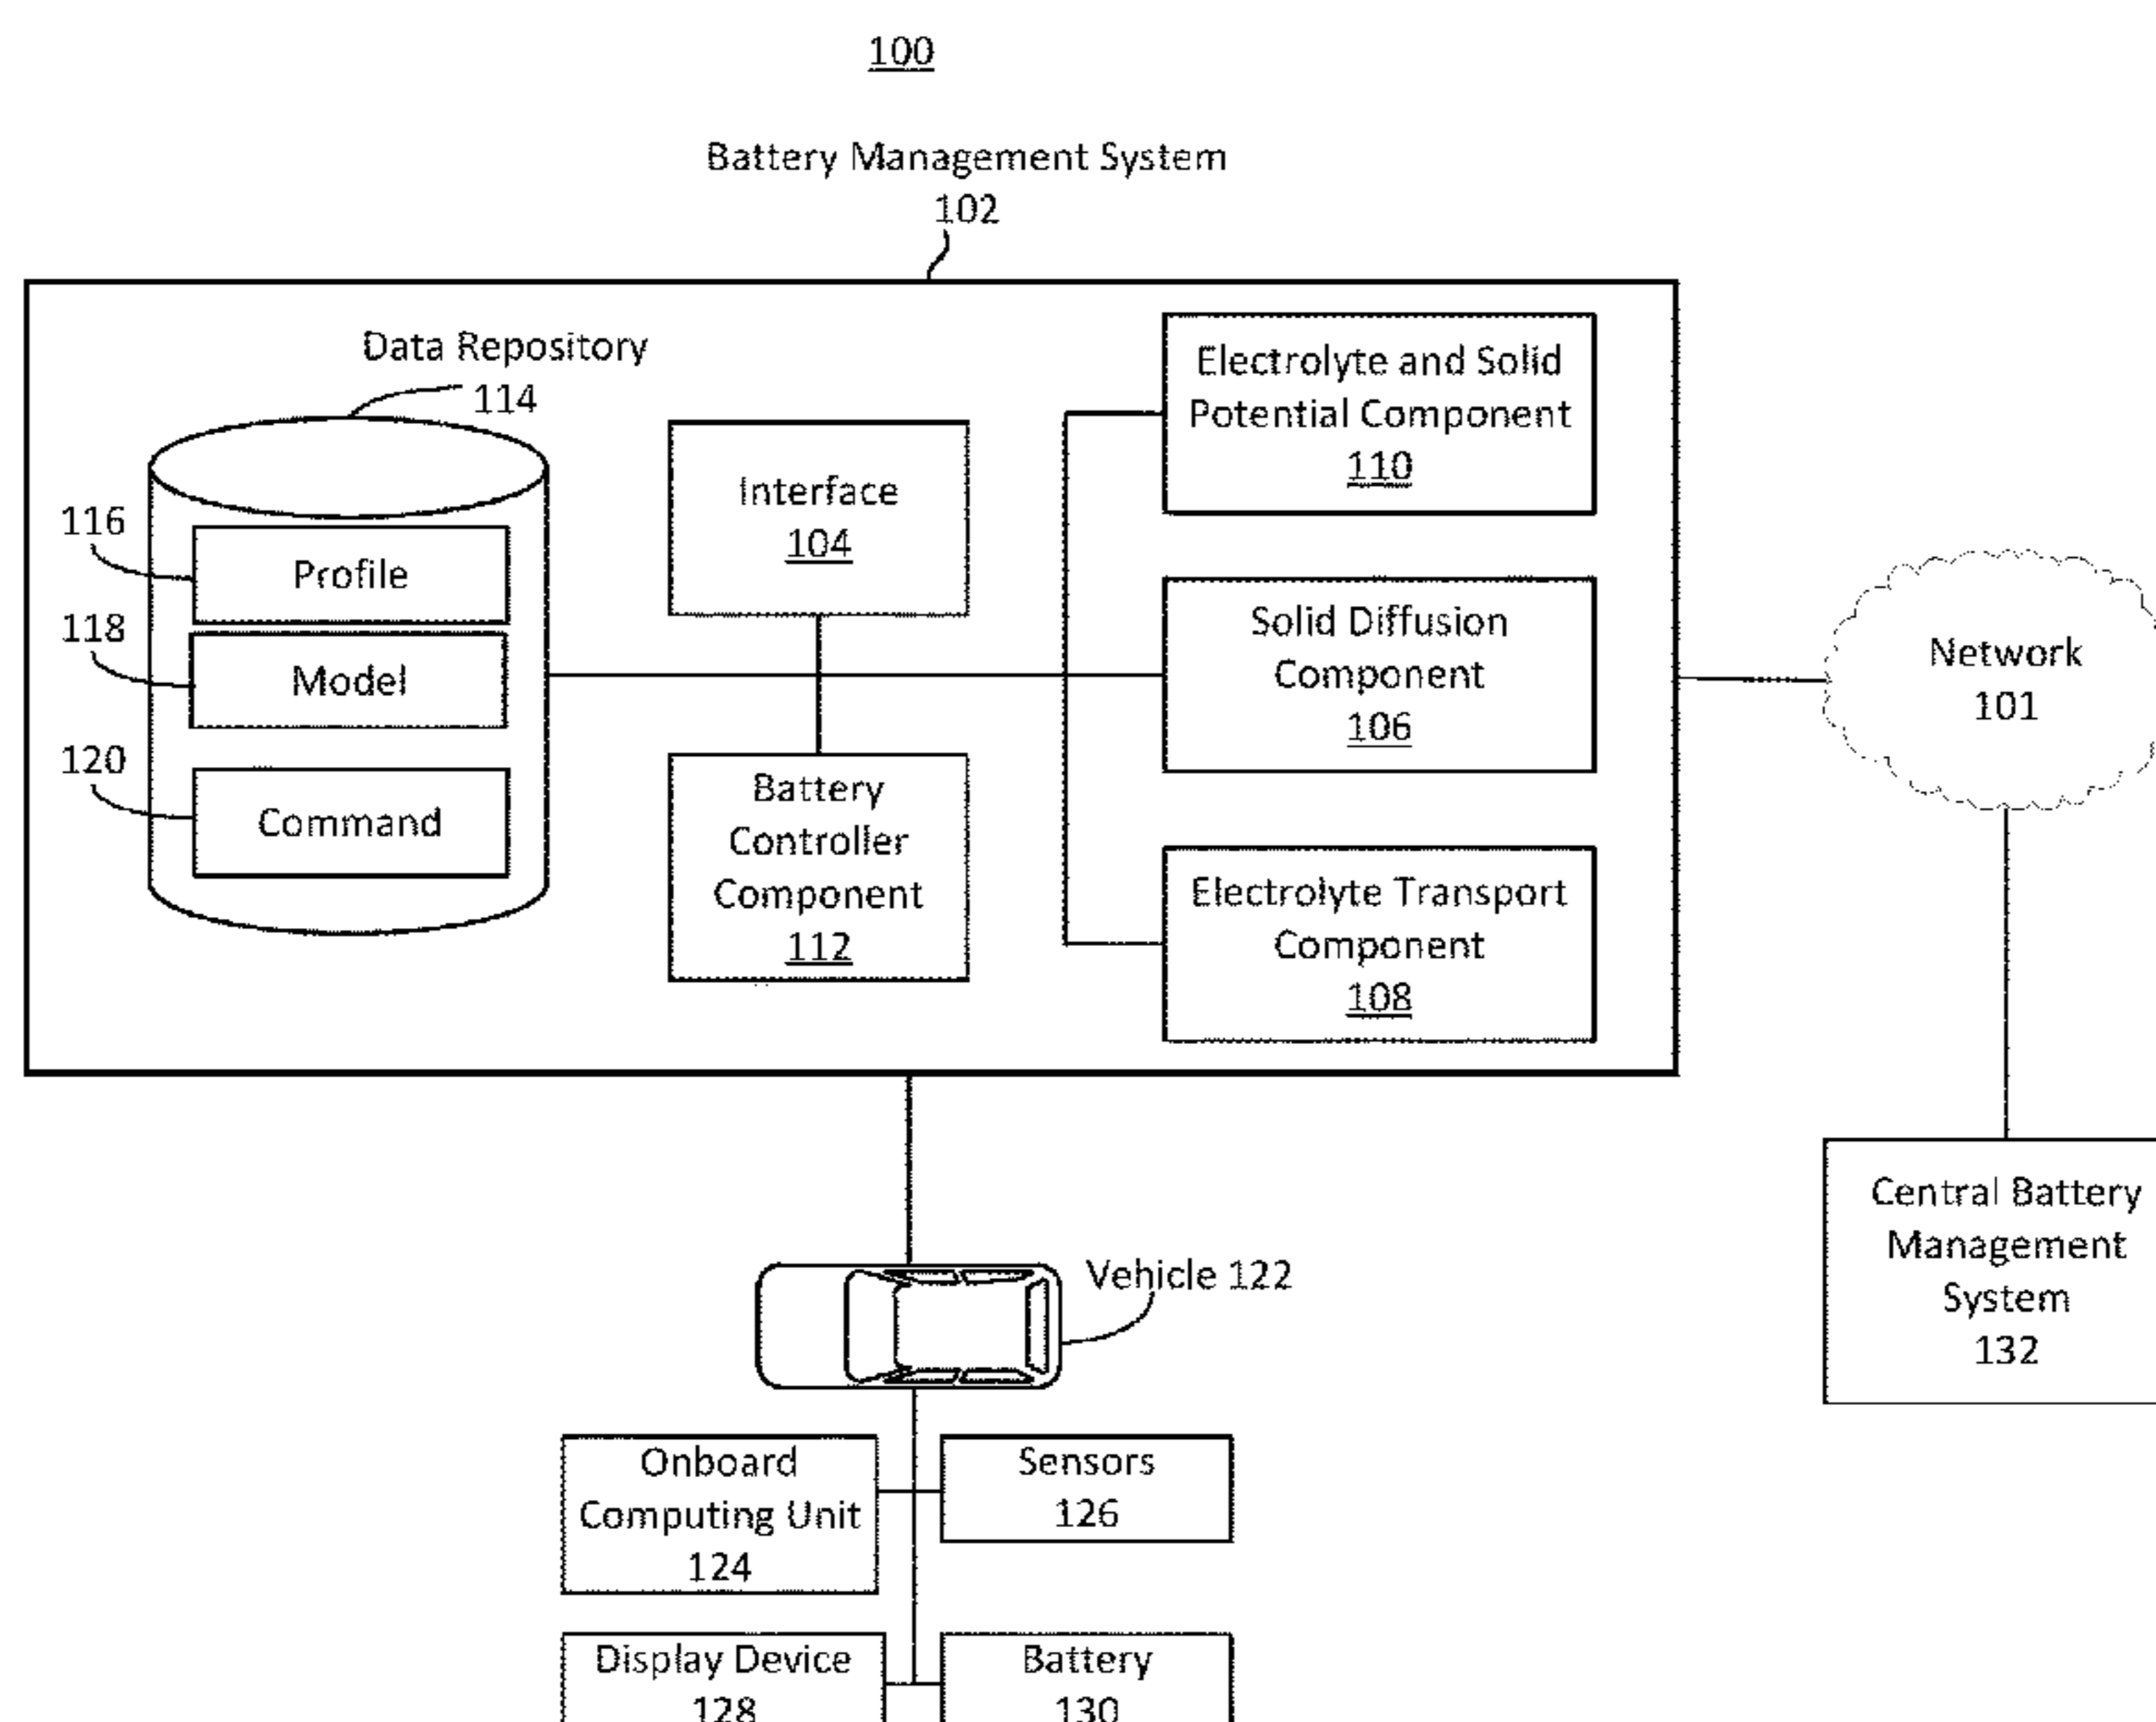 100
Battery Management System
102
Data Repository
114
116
Profile
118
Model
120
Command
Interface
104
Battery
Controller
Component
112
Electrolyte and Solid
Potential Component
110
Solid Diffusion
Component
106
Electrolyte Transport
Component
108
Network
101
Central Battery
Management
System
132
Vehicle 122
Onboard
Computing Unit
124
Sensors
126
Display Device
128
Battery
130